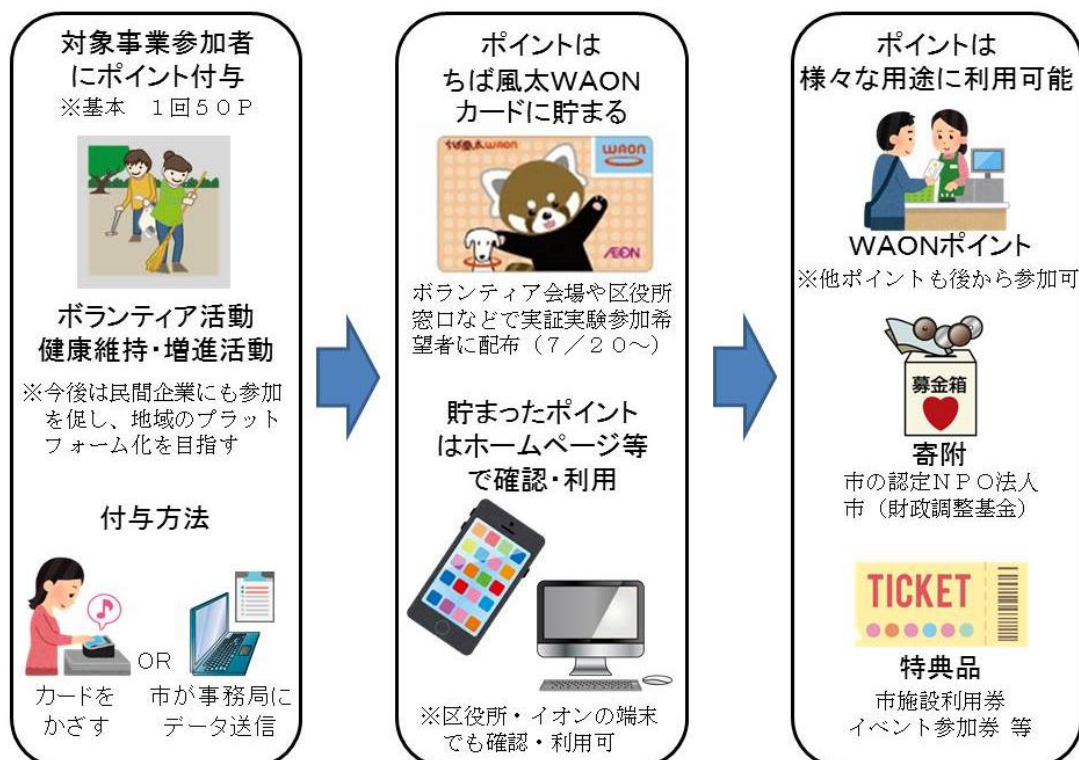 対象事業参加者
にポイント付与
※基本　1回50P
ボランティア活動
健康維持・増進活動
※今後は民間企業にも参加
を促し、地域のプラット
フォーム化を目指す
付与方法
OR
カードを
かざす
市が事務局に
データ送信
ポイントは
ちば風太WAON
カードに貯まる
ちば風太WAON
WAON
ÆON
ボランティア会場や区役所
窓口などで実証実験参加希
望者に配布（7／20～）
貯まったポイント
はホームページ等
で確認・利用
※区役所・イオンの端末
でも確認・利用可
ポイントは
様々な用途に利用可能
WAONポイント
※他ポイントも後から参加可
募金箱
寄附
市の認定NPO法人
市（財政調整基金）
TICKET
特典品
市施設利用券
イベント参加券 等